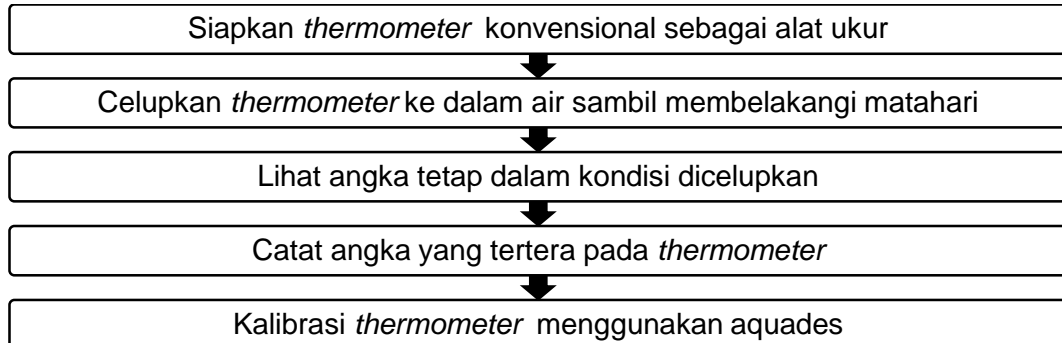 Siapkan thermometer konvensional sebagai alat ukur
Celupkan thermometer ke dalam air sambil membelakangi matahari
Lihat angka tetap dalam kondisi dicelupkan
Catat angka yang tertera pada thermometer
Kalibrasi thermometer menggunakan aquades